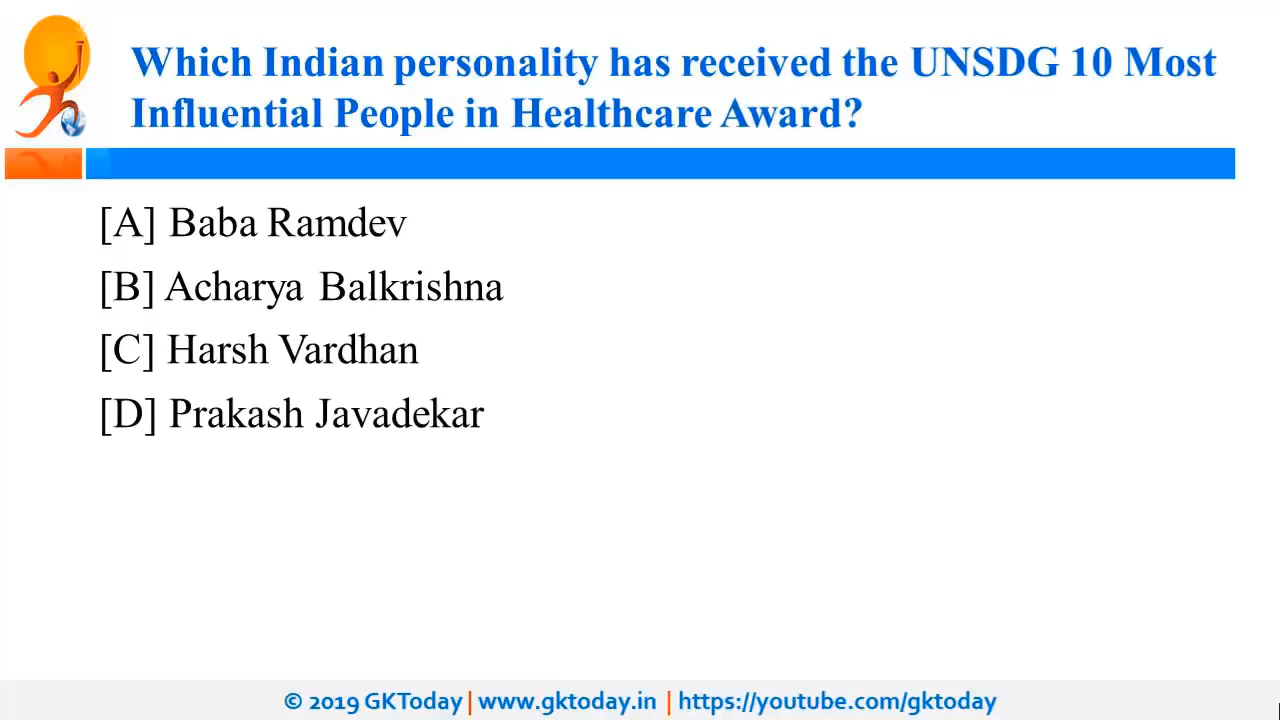 Which Indian personality has received the UNSDG 10 Most
Influential People in Healthcare Award?
[A] Baba Ramdev
[B] Acharya Balkrishna
[C] Harsh Vardhan
[D] Prakash Javadekar
© 2019 GKToday | www.gktoday.in | https://youtube.com/gktoday